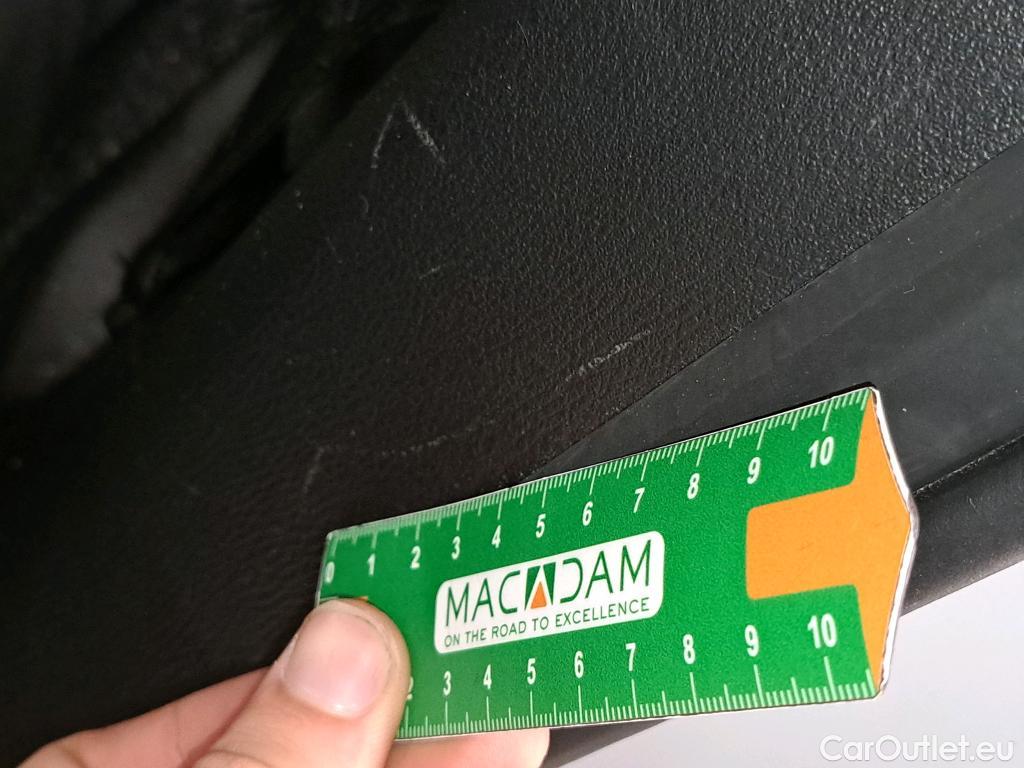 0 1 2 3 4 5 6 7 8 9 10
MACADAM
ON THE ROAD TO EXCELLENCE
2 3 4 5 6 7 8 9 10
CarOutlet.eu